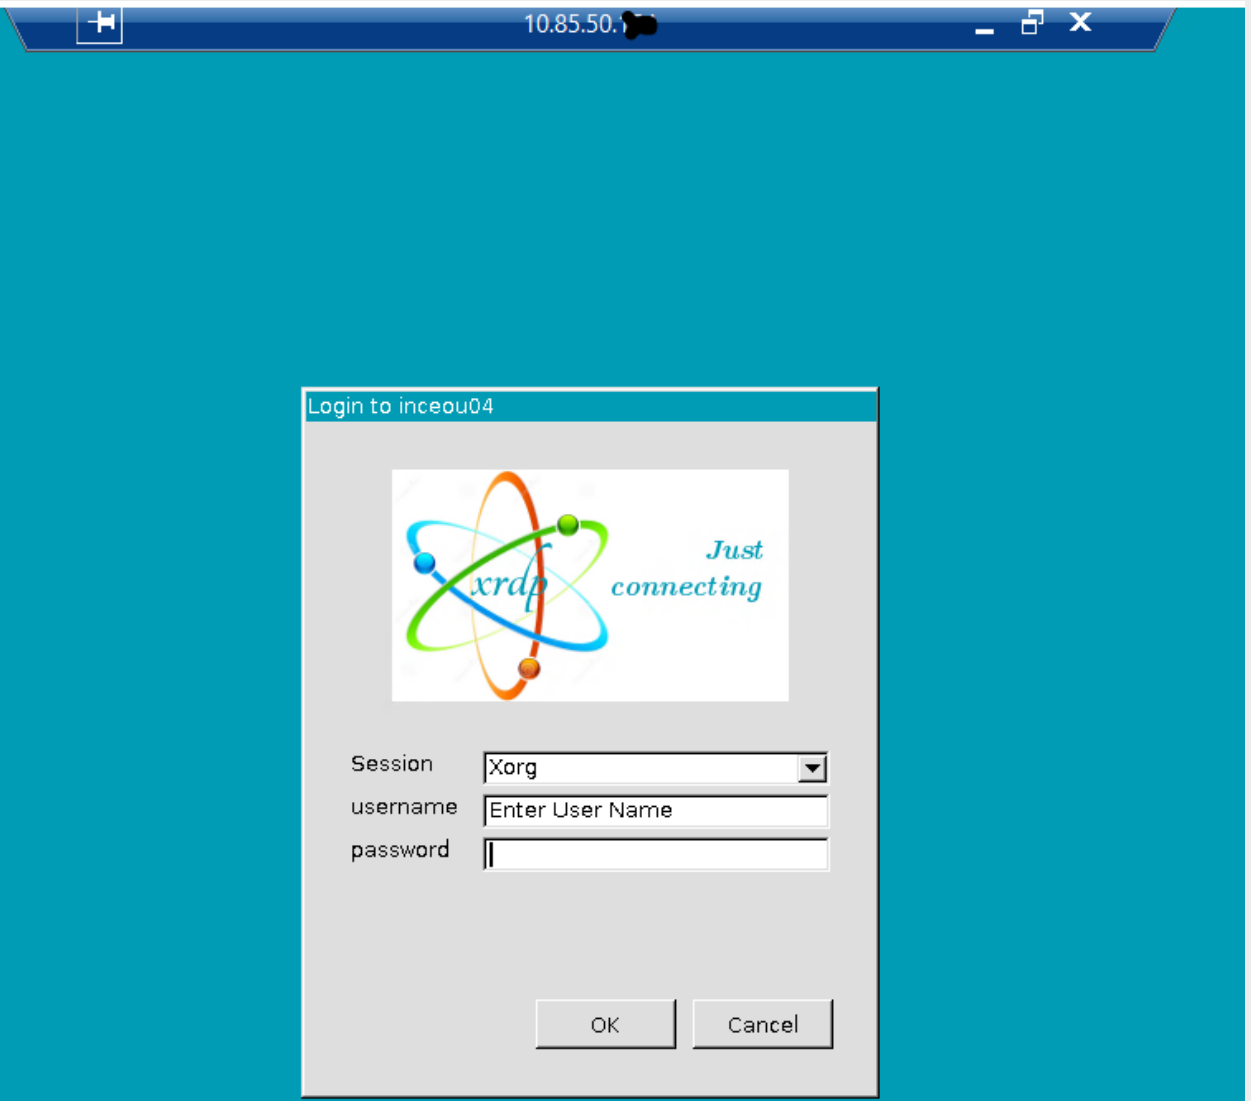 10.85.50.
Login to inceou04
xrdp
Just
connecting
Session
Xorg
username
Enter User Name
password
OK
Cancel